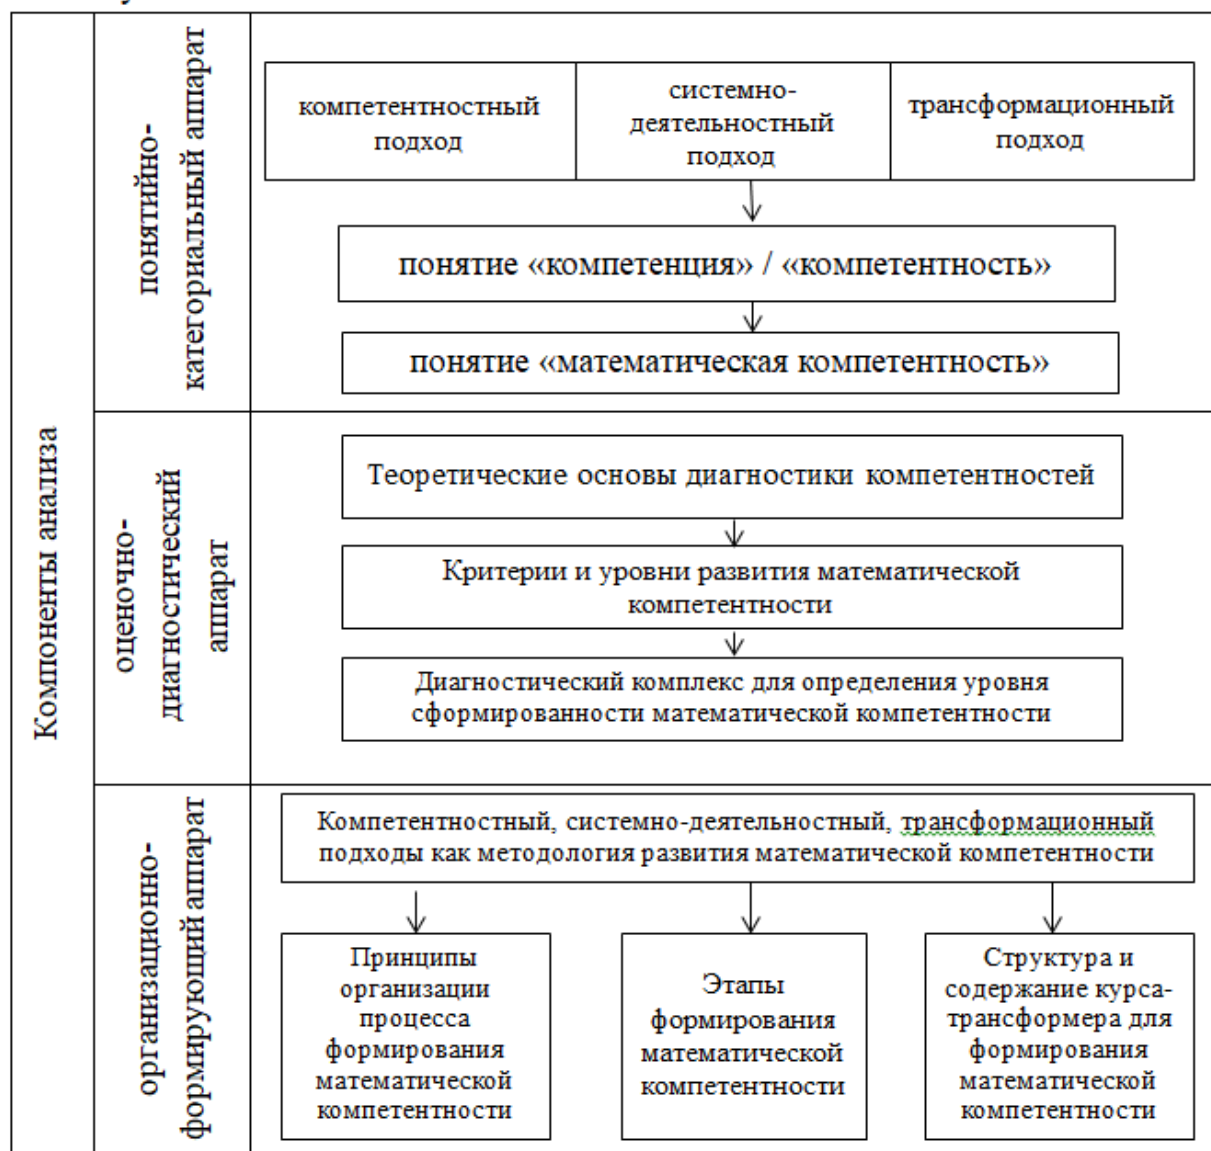 Компоненты анализа
понятийно-
категориальный аппарат
компетентностный
подход
системно-
деятельностный
подход
трансформационный
подход
понятие «компетенция» / «компетентность»
понятие «математическая компетентность»
оценочно-
диагностический
аппарат
Теоретические основы диагностики компетентностей
Критерии и уровни развития математической
компетентности
Диагностический комплекс для определения уровня
сформированности математической компетентности
организационно-
формирующий аппарат
Компетентностный, системно-деятельностный, трансформационный
подходы как методология развития математической компетентности
Принципы
организации
процесса
формирования
математической
компетентности
Этапы
формирования
математической
компетентности
Структура и
содержание курса-
трансформера для
формирования
математической
компетентности